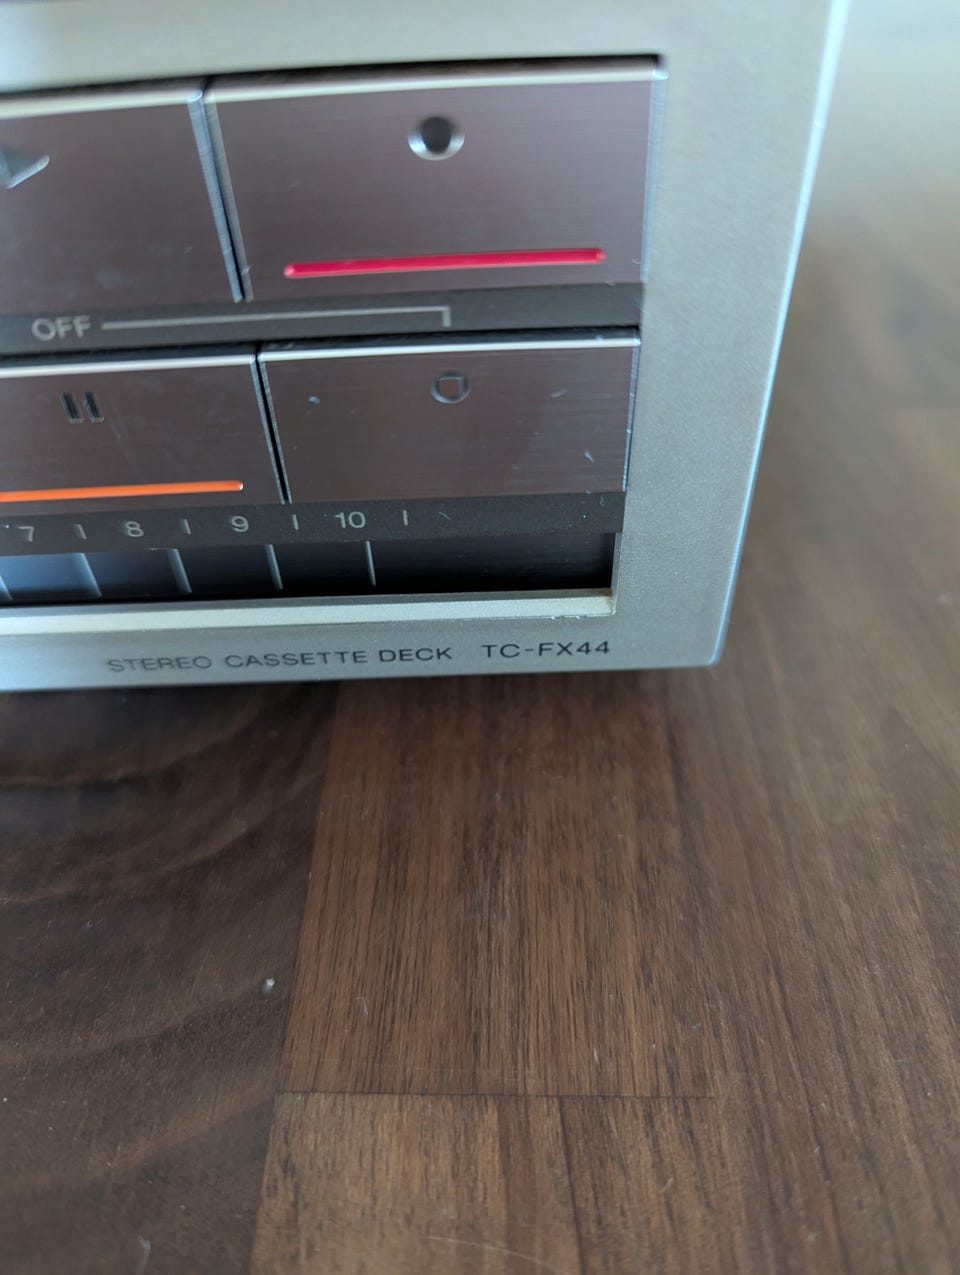 OFF
7 8 9 10
STEREO CASSETTE DECK TC-FX44